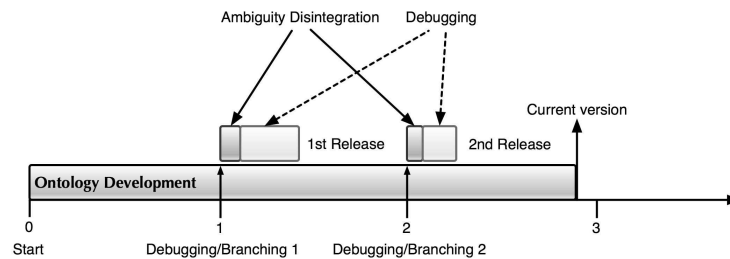 Ambiguity Disintegration Debugging
Current version
1st Release 2nd Release
Ontology Development
0 1 2 3
Start Debugging/Branching 1 Debugging/Branching 2